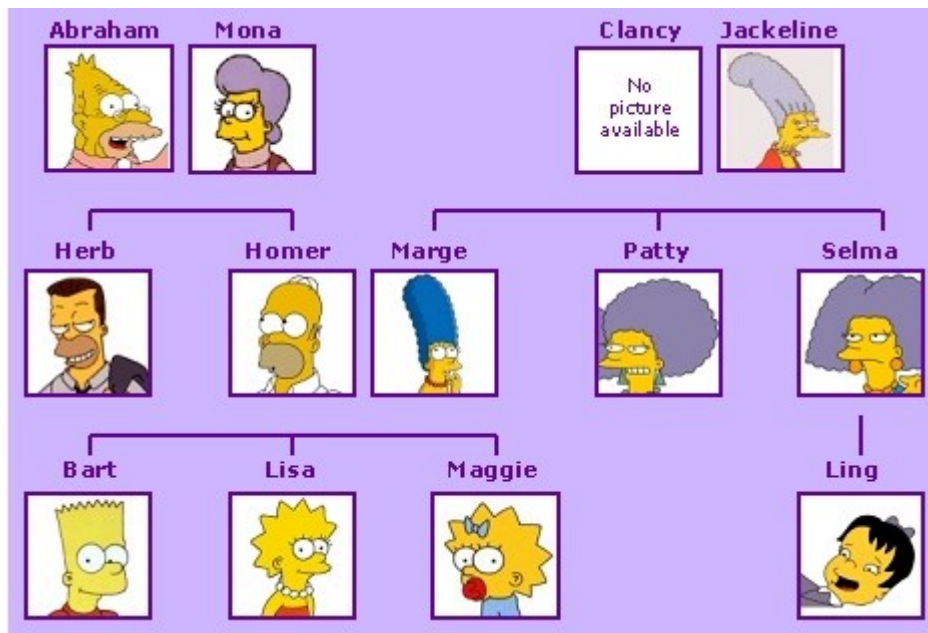 Abraham Mona Clancy Jackeline
No
picture
available
Herb Homer Marge Patty Selma
Bart Lisa Maggie Ling